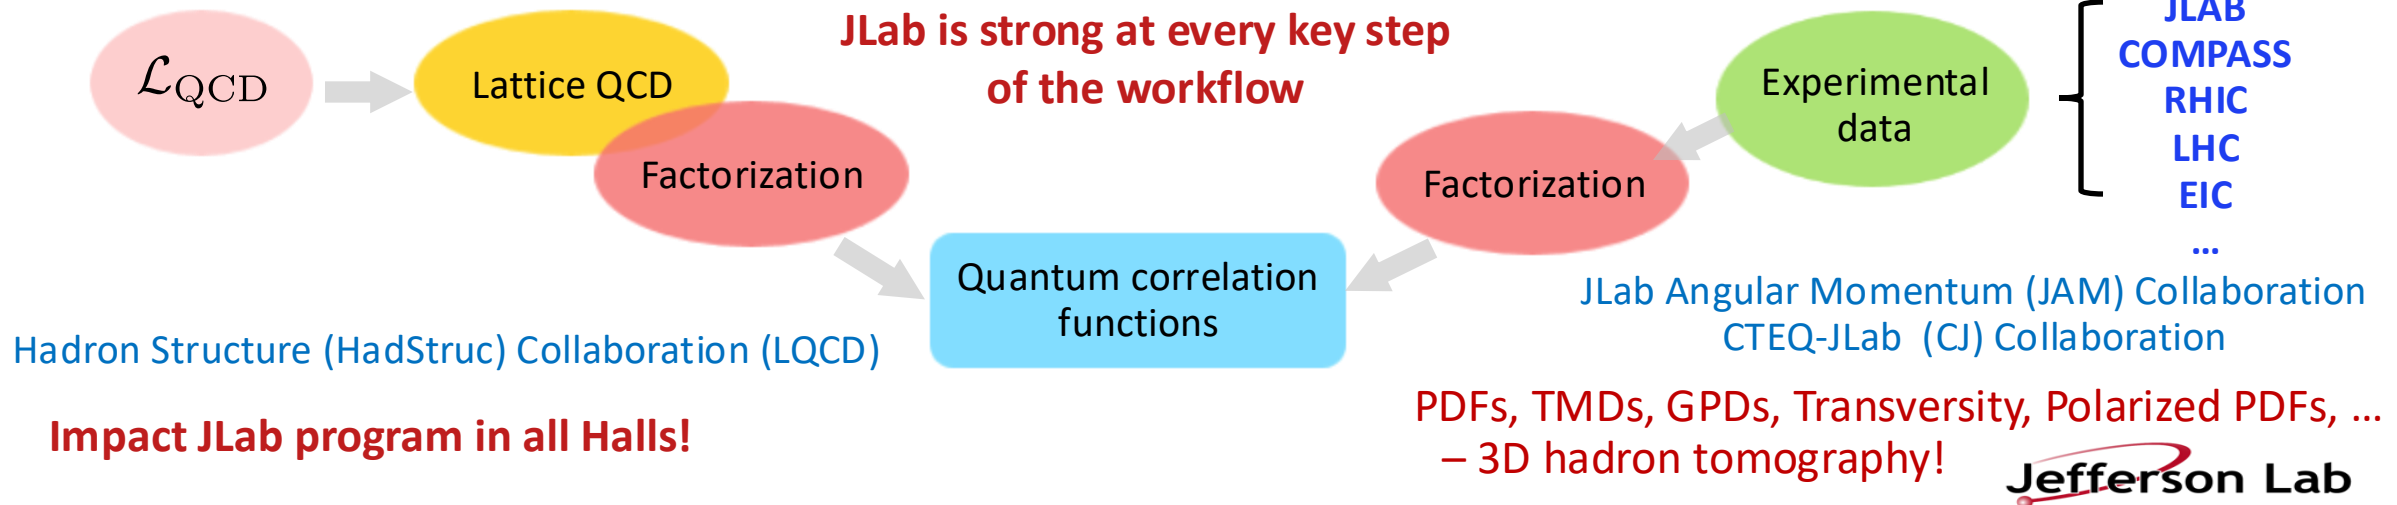 JLab is strong at every key step
of the workflow
ℒQCD
Lattice QCD
Factorization
Experimental
data
Factorization
JLAB
COMPASS
RHIC
LHC
EIC
...
Quantum correlation
functions
JLab Angular Momentum (JAM) Collaboration
CTEQ-JLab (CJ) Collaboration
Hadron Structure (HadStruc) Collaboration (LQCD)
Impact JLab program in all Halls!
PDFs, TMDs, GPDs, Transversity, Polarized PDFs, ...
– 3D hadron tomography!
Jefferson Lab